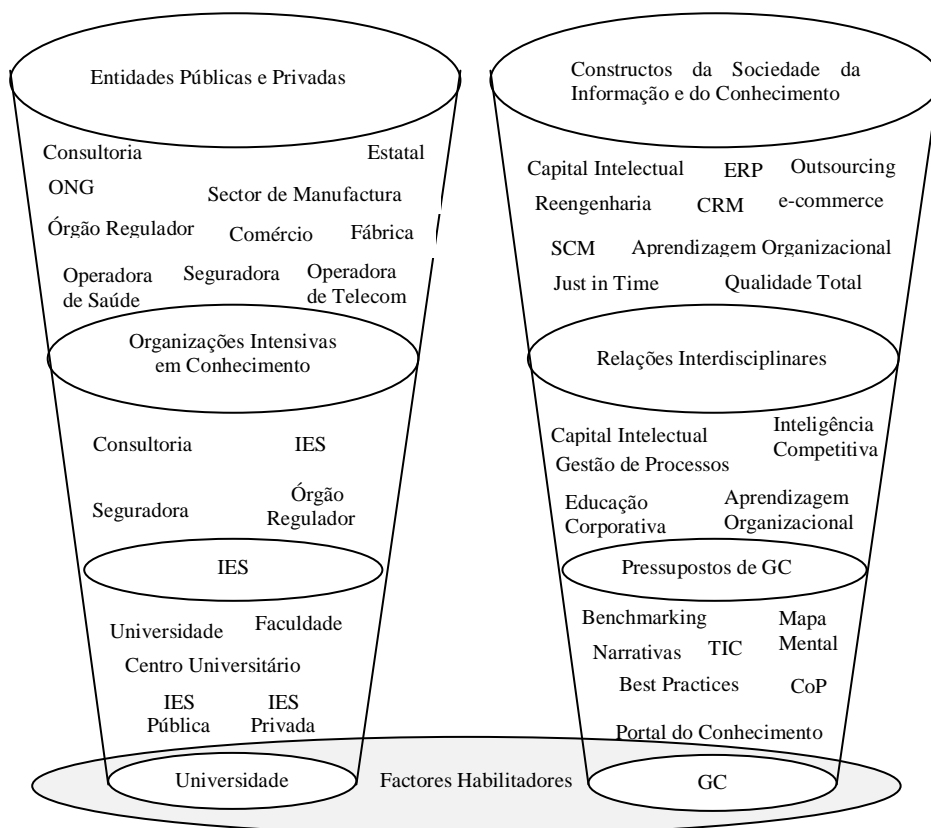 Entidades Públicas e Privadas
Consultoria
Estatal
ONG
Sector de Manufactura
Órgão Regulador
Comércio
Fábrica
Operadora
de Saúde
Seguradora
Operadora
de Telecom
Organizações Intensivas
em Conhecimento
Consultoria
IES
Seguradora
Órgão
Regulador
IES
Universidade
Faculdade
Centro Universitário
IES
Pública
IES
Privada
Universidade
Factores Habilitadores
Constructos da Sociedade da
Informação e do Conhecimento
Capital Intelectual
ERP
Outsourcing
Reengenharia
CRM
e-commerce
SCM
Aprendizagem Organizacional
Just in Time
Qualidade Total
Relações Interdisciplinares
Capital Intelectual
Inteligência
Competitiva
Gestão de Processos
Educação
Corporativa
Aprendizagem
Organizacional
Pressupostos de GC
Benchmarking
Mapa
Mental
Narrativas
TIC
Best Practices
CoP
Portal do Conhecimento
GC